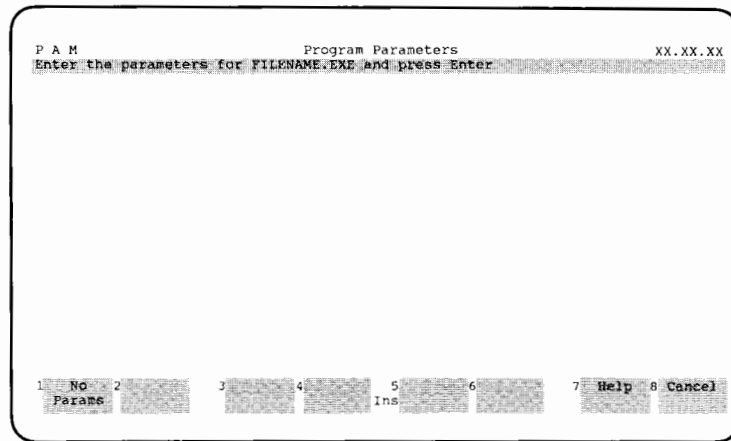 P A M Program Parameters XX.XX.XX
Enter the parameters for FILENAME.EXE and press Enter
1 No 2 3 4 5 6 7 Help 8 Cancel
Params Ins